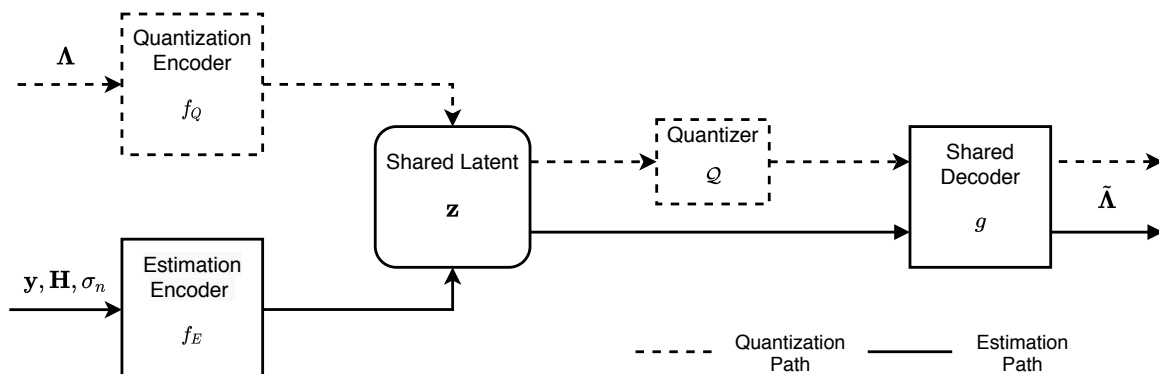 Λ
Quantization
Encoder
f_Q
Shared Latent
z
Quantizer
𝒬
Shared
Decoder
g
Λ̃
y, H, σ_n
Estimation
Encoder
f_E
Quantization
Path
Estimation
Path